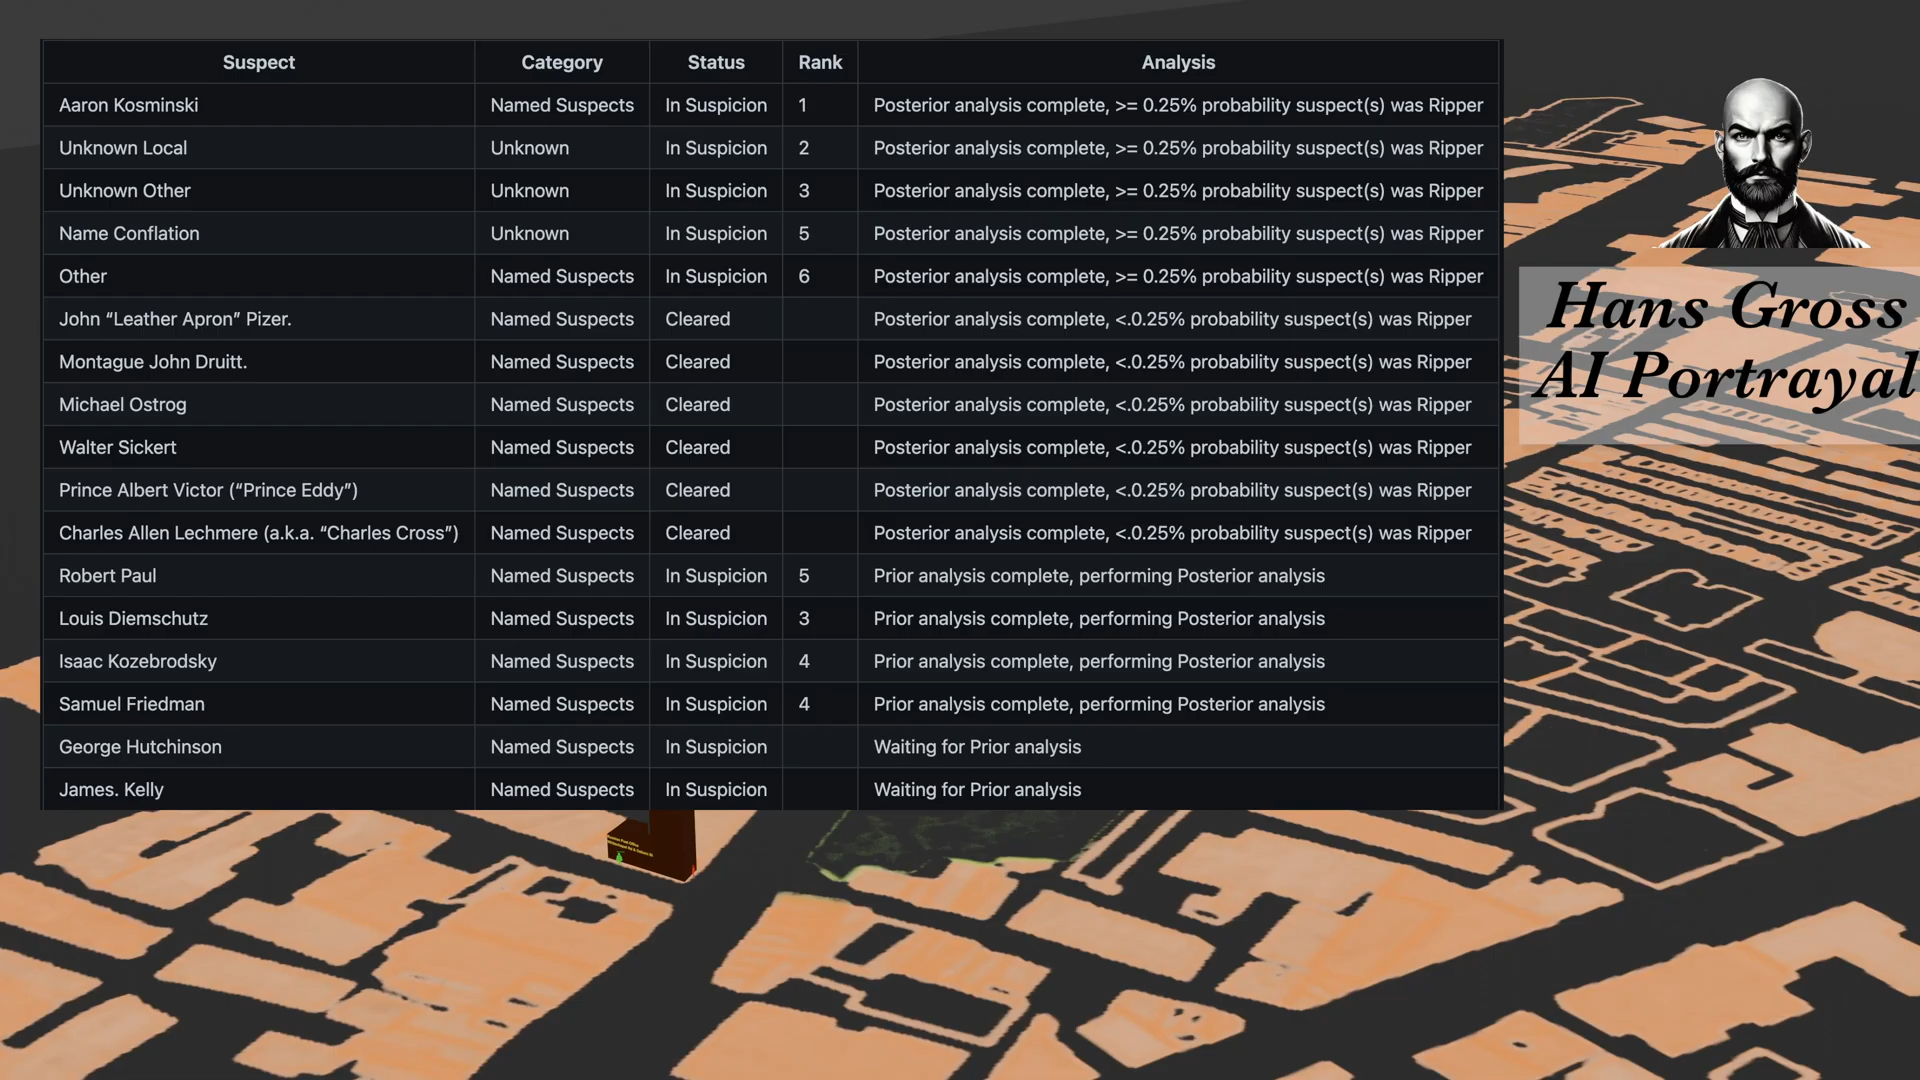 Suspect Category Status Rank Analysis
Aaron Kosminski Named Suspects In Suspicion 1 Posterior analysis complete, >= 0.25% probability suspect(s) was Ripper
Unknown Local Unknown In Suspicion 2 Posterior analysis complete, >= 0.25% probability suspect(s) was Ripper
Unknown Other Unknown In Suspicion 3 Posterior analysis complete, >= 0.25% probability suspect(s) was Ripper
Name Conflation Unknown In Suspicion 5 Posterior analysis complete, >= 0.25% probability suspect(s) was Ripper
Other Named Suspects In Suspicion 6 Posterior analysis complete, >= 0.25% probability suspect(s) was Ripper
John “Leather Apron” Pizer. Named Suspects Cleared Posterior analysis complete, <.0.25% probability suspect(s) was Ripper
Montague John Druitt. Named Suspects Cleared Posterior analysis complete, <.0.25% probability suspect(s) was Ripper
Michael Ostrog Named Suspects Cleared Posterior analysis complete, <.0.25% probability suspect(s) was Ripper
Walter Sickert Named Suspects Cleared Posterior analysis complete, <.0.25% probability suspect(s) was Ripper
Prince Albert Victor (“Prince Eddy”) Named Suspects Cleared Posterior analysis complete, <.0.25% probability suspect(s) was Ripper
Charles Allen Lechmere (a.k.a. “Charles Cross”) Named Suspects Cleared Posterior analysis complete, <.0.25% probability suspect(s) was Ripper
Robert Paul Named Suspects In Suspicion 5 Prior analysis complete, performing Posterior analysis
Louis Diemschutz Named Suspects In Suspicion 3 Prior analysis complete, performing Posterior analysis
Isaac Kozebrodsky Named Suspects In Suspicion 4 Prior analysis complete, performing Posterior analysis
Samuel Friedman Named Suspects In Suspicion 4 Prior analysis complete, performing Posterior analysis
George Hutchinson Named Suspects In Suspicion Waiting for Prior analysis
James. Kelly Named Suspects In Suspicion Waiting for Prior analysis
Hans Gross
AI Portrayal